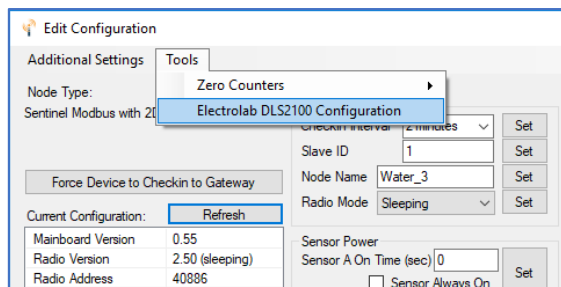 Edit Configuration
Additional Settings Tools
Zero Counters
Electrolab DLS2100 Configuration
Node Type:
Sentinel Modbus with 2
Checkin Interval 2 minutes Set
Slave ID 1 Set
Force Device to Checkin to Gateway
Node Name Water_3 Set
Radio Mode Sleeping Set
Current Configuration: Refresh
Mainboard Version 0.55
Radio Version 2.50 (sleeping)
Radio Address 40886
Sensor Power
Sensor A On Time (sec) 0
Set
Sensor Always On